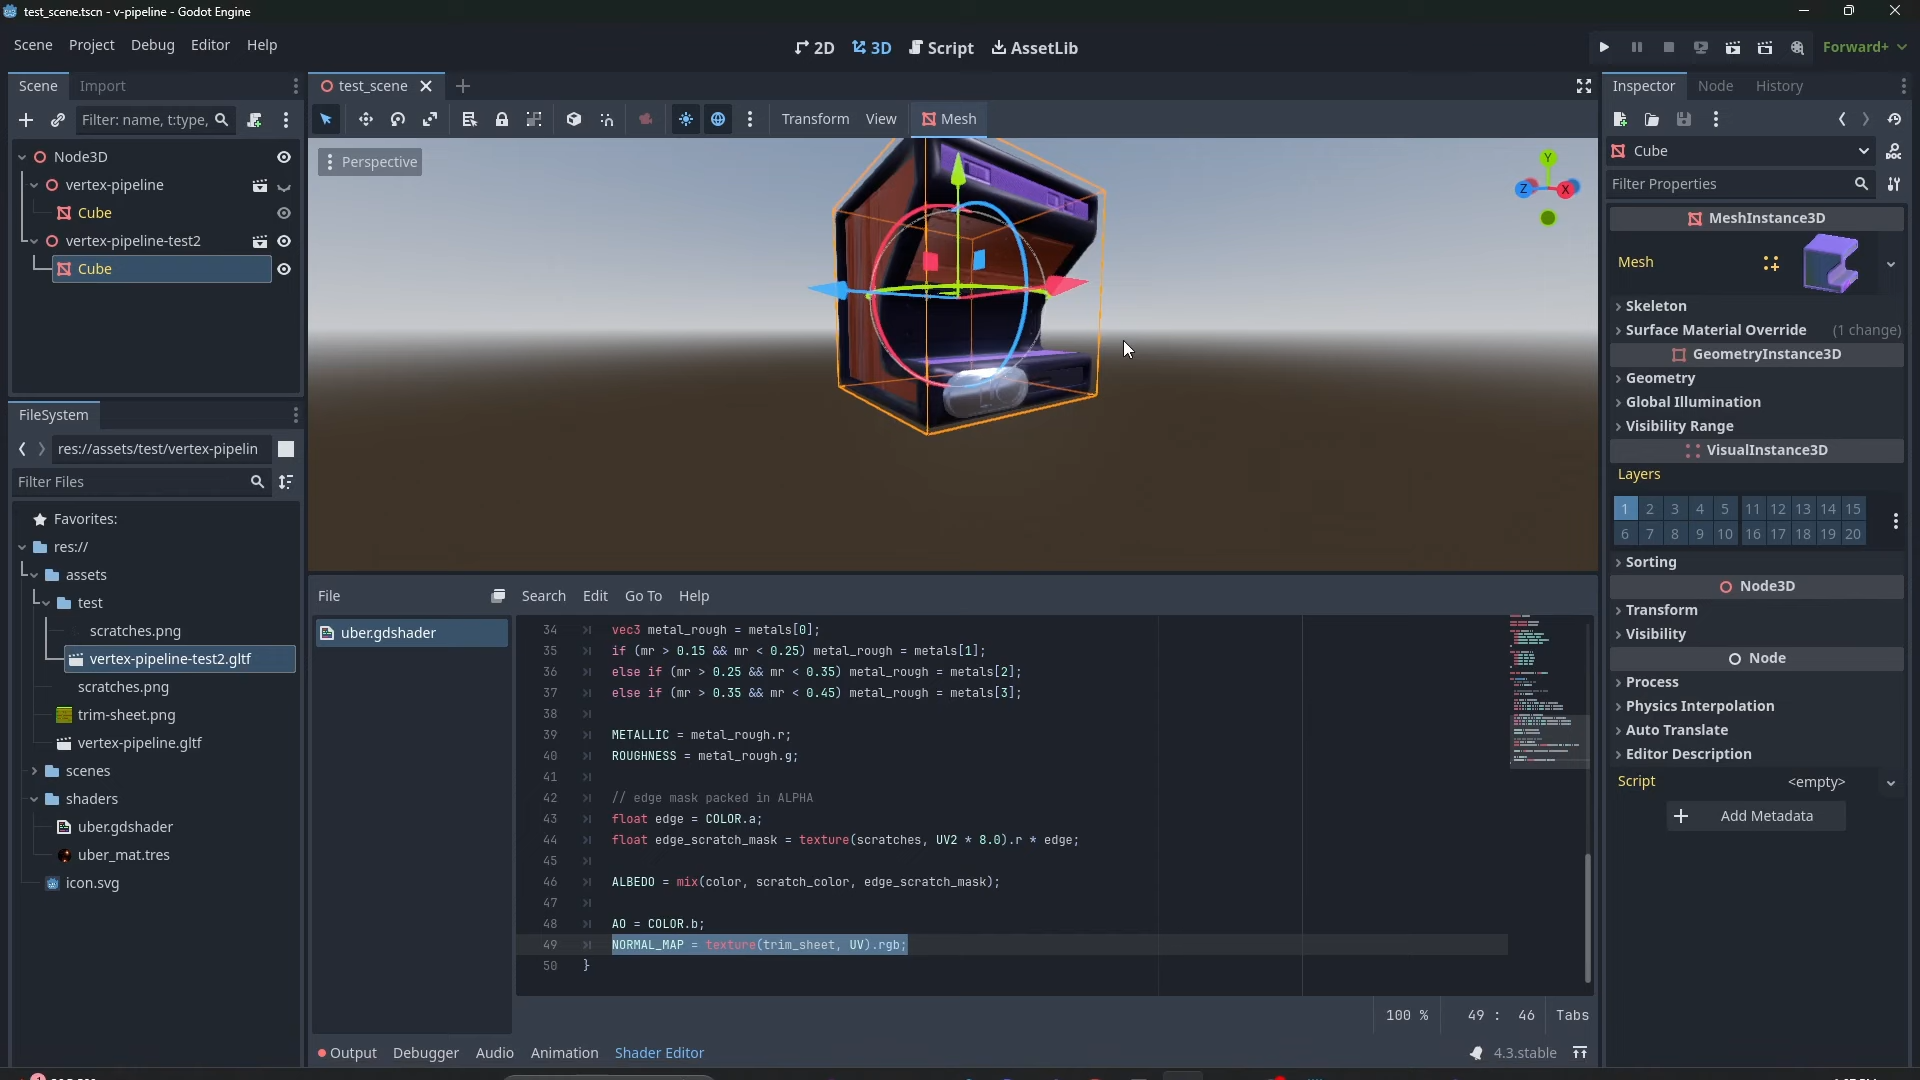 test_scene.tscn - v-pipeline - Godot Engine
Scene Project Debug Editor Help
2D 3D Script AssetLib
Forward+
Scene Import
Filter: name, t:type,
Node3D
vertex-pipeline
Cube
vertex-pipeline-test2
Cube
FileSystem
res://assets/test/vertex-pipelin
Filter Files
Favorites:
res://
assets
test
scratches.png
vertex-pipeline-test2.gltf
scratches.png
trim-sheet.png
vertex-pipeline.gltf
scenes
shaders
uber.gdshader
uber_mat.tres
icon.svg
test_scene
Transform View Mesh
Perspective
Y
Z X
File
Search Edit Go To Help
uber.gdshader
34 vec3 metal_rough = metals[0];
35 if (mr > 0.15 && mr < 0.25) metal_rough = metals[1];
36 else if (mr > 0.25 && mr < 0.35) metal_rough = metals[2];
37 else if (mr > 0.35 && mr < 0.45) metal_rough = metals[3];
38
39 METALLIC = metal_rough.r;
40 ROUGHNESS = metal_rough.g;
41
42 // edge mask packed in ALPHA
43 float edge = COLOR.a;
44 float edge_scratch_mask = texture(scratches, UV2 * 8.0).r * edge;
45
46 ALBEDO = mix(color, scratch_color, edge_scratch_mask);
47
48 AO = COLOR.b;
49 NORMAL_MAP = texture(trim_sheet, UV).rgb;
50 }
100 % 49 : 46 Tabs
Output Debugger Audio Animation Shader Editor
4.3.stable
Inspector Node History
Cube
DOC
Filter Properties
MeshInstance3D
Mesh
Skeleton
Surface Material Override (1 change)
GeometryInstance3D
Geometry
Global Illumination
Visibility Range
VisualInstance3D
Layers
1 2 3 4 5 11 12 13 14 15
6 7 8 9 10 16 17 18 19 20
Sorting
Node3D
Transform
Visibility
Node
Process
Physics Interpolation
Auto Translate
Editor Description
Script <empty>
Add Metadata